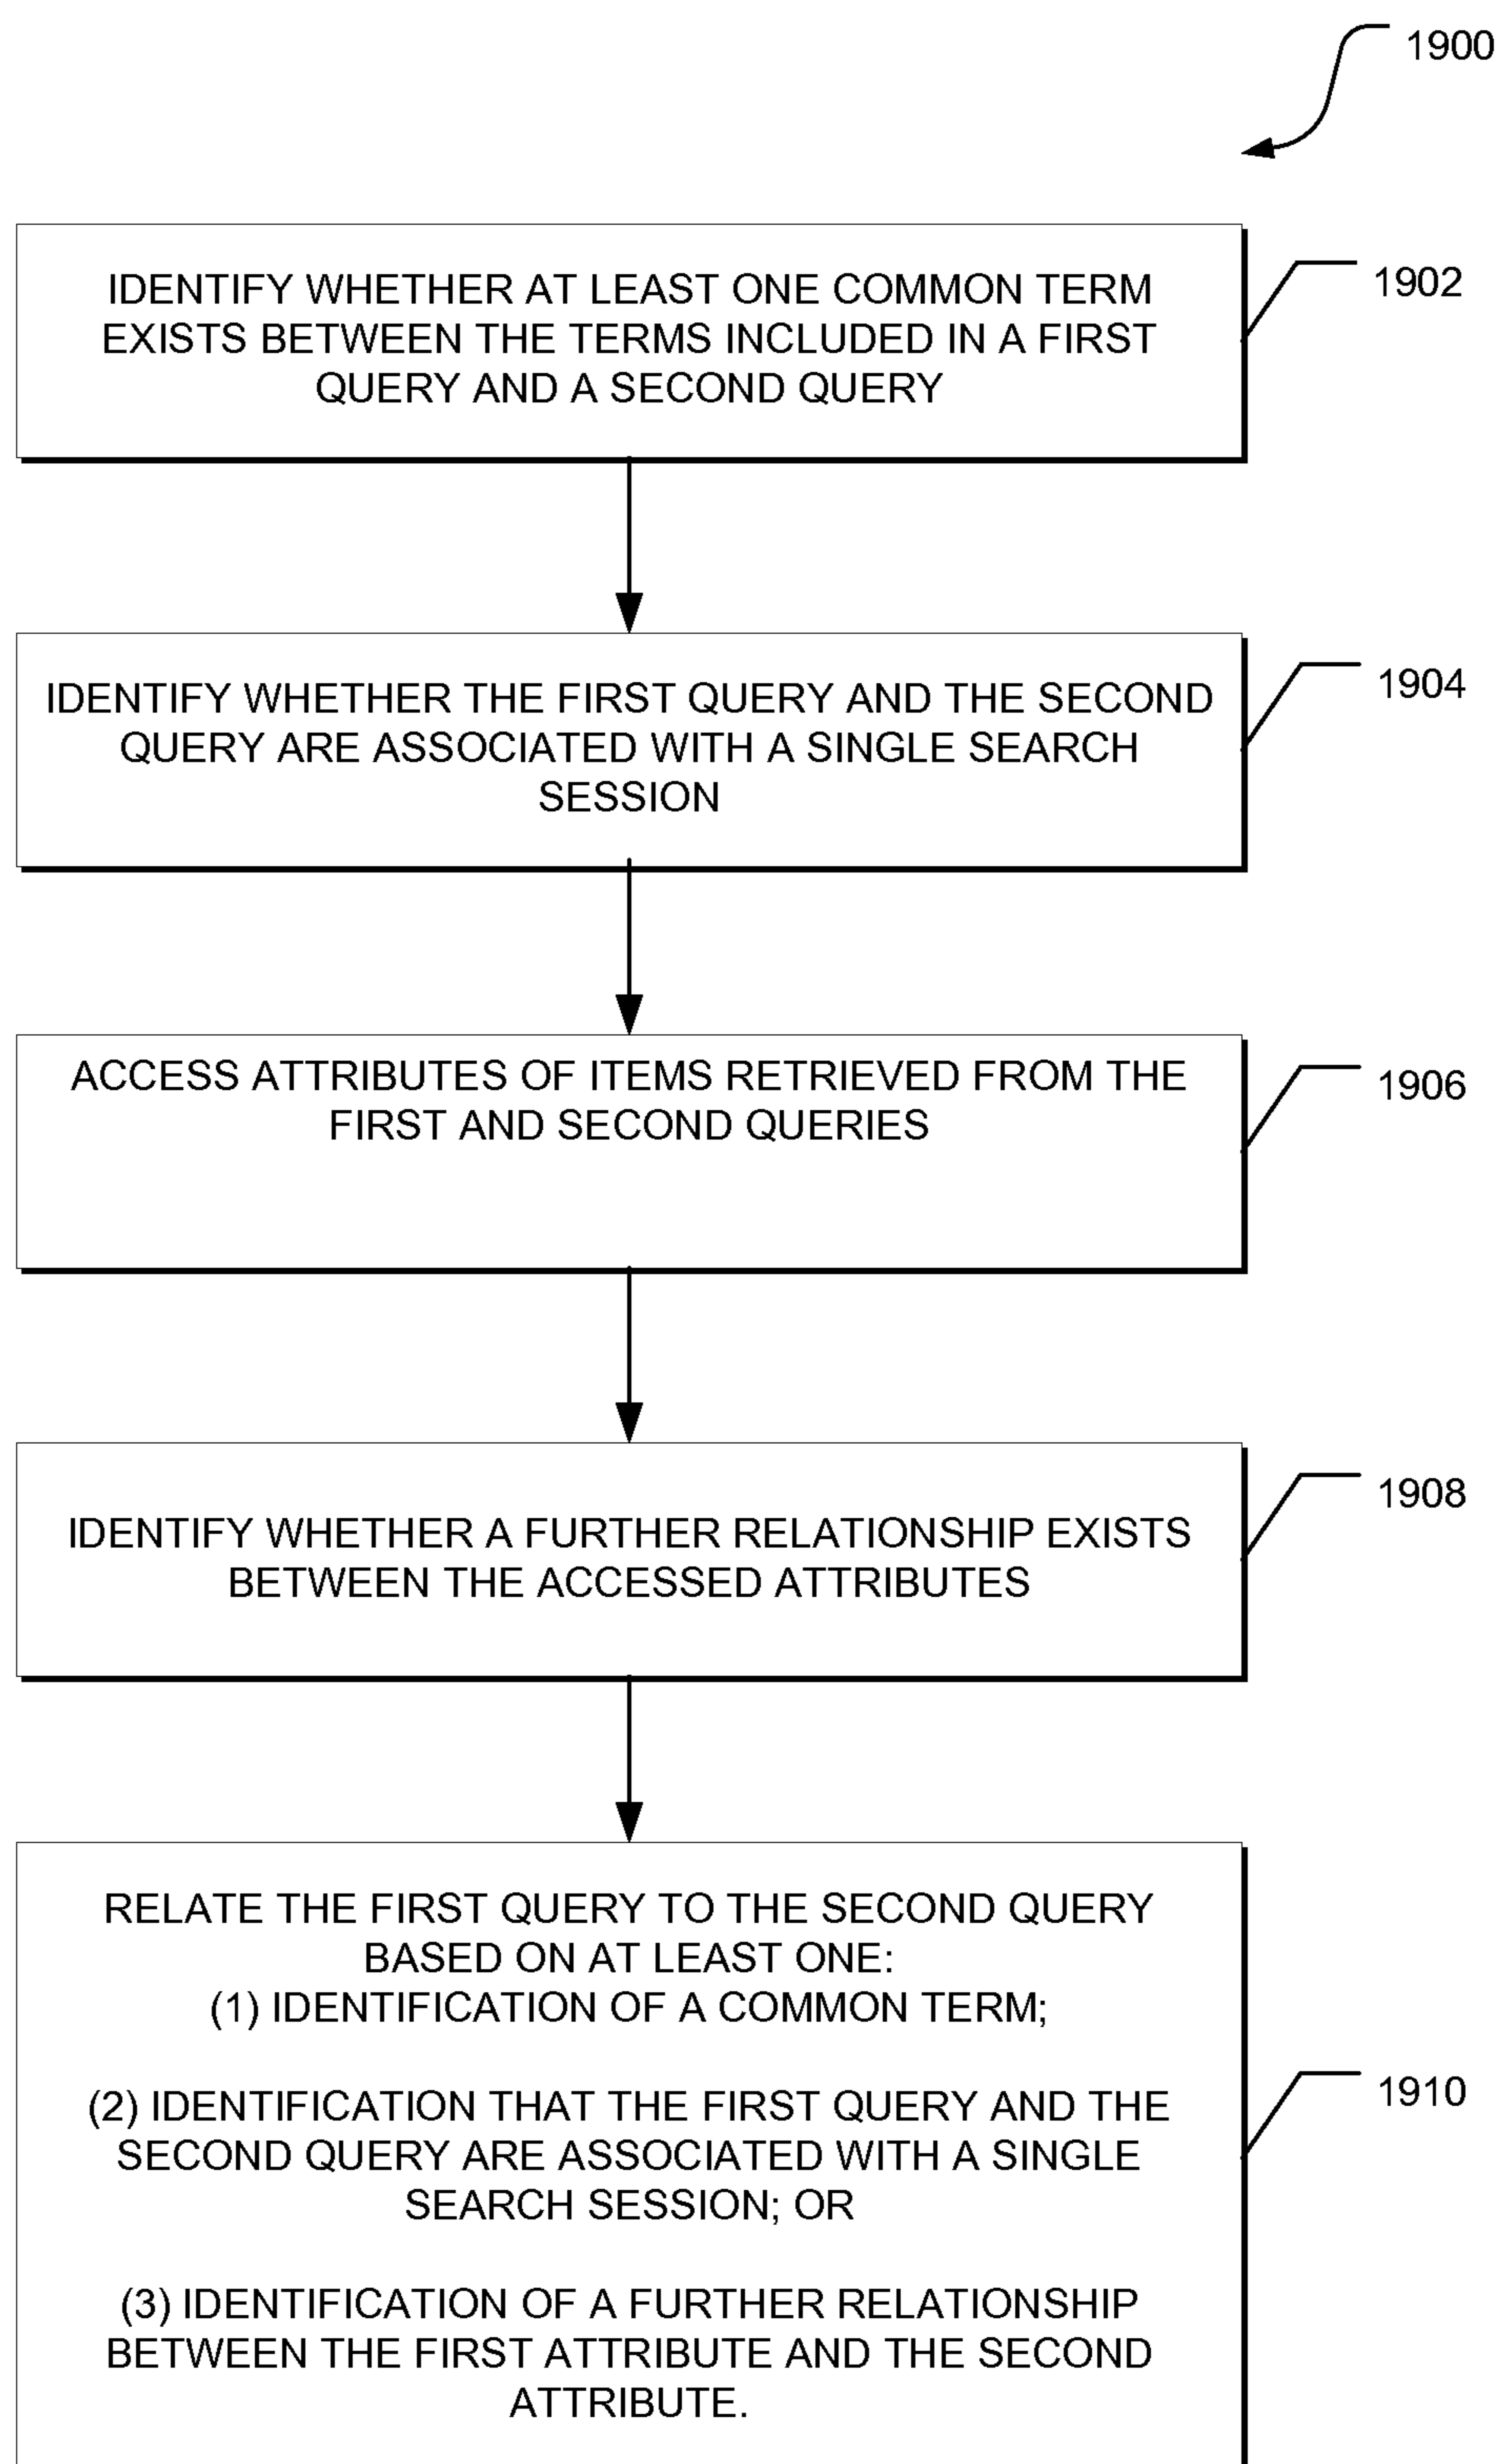 1900
IDENTIFY WHETHER AT LEAST ONE COMMON TERM
EXISTS BETWEEN THE TERMS INCLUDED IN A FIRST
QUERY AND A SECOND QUERY
1902
IDENTIFY WHETHER THE FIRST QUERY AND THE SECOND
QUERY ARE ASSOCIATED WITH A SINGLE SEARCH
SESSION
1904
ACCESS ATTRIBUTES OF ITEMS RETRIEVED FROM THE
FIRST AND SECOND QUERIES
1906
IDENTIFY WHETHER A FURTHER RELATIONSHIP EXISTS
BETWEEN THE ACCESSED ATTRIBUTES
1908
RELATE THE FIRST QUERY TO THE SECOND QUERY
BASED ON AT LEAST ONE:
(1) IDENTIFICATION OF A COMMON TERM;
(2) IDENTIFICATION THAT THE FIRST QUERY AND THE
SECOND QUERY ARE ASSOCIATED WITH A SINGLE
SEARCH SESSION; OR
(3) IDENTIFICATION OF A FURTHER RELATIONSHIP
BETWEEN THE FIRST ATTRIBUTE AND THE SECOND
ATTRIBUTE.
1910